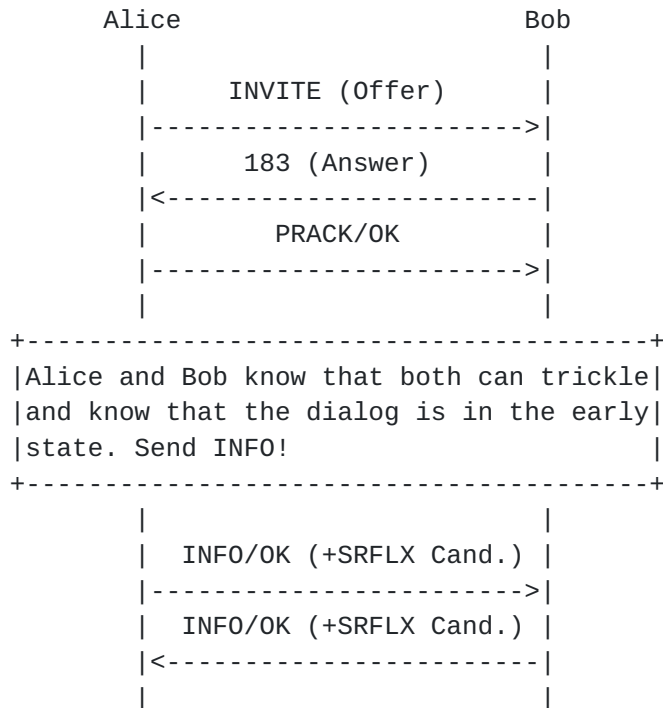 Alice Bob
INVITE (Offer)
183 (Answer)
PRACK/OK
Alice and Bob know that both can trickle
and know that the dialog is in the early
state. Send INFO!
INFO/OK (+SRFLX Cand.)
INFO/OK (+SRFLX Cand.)